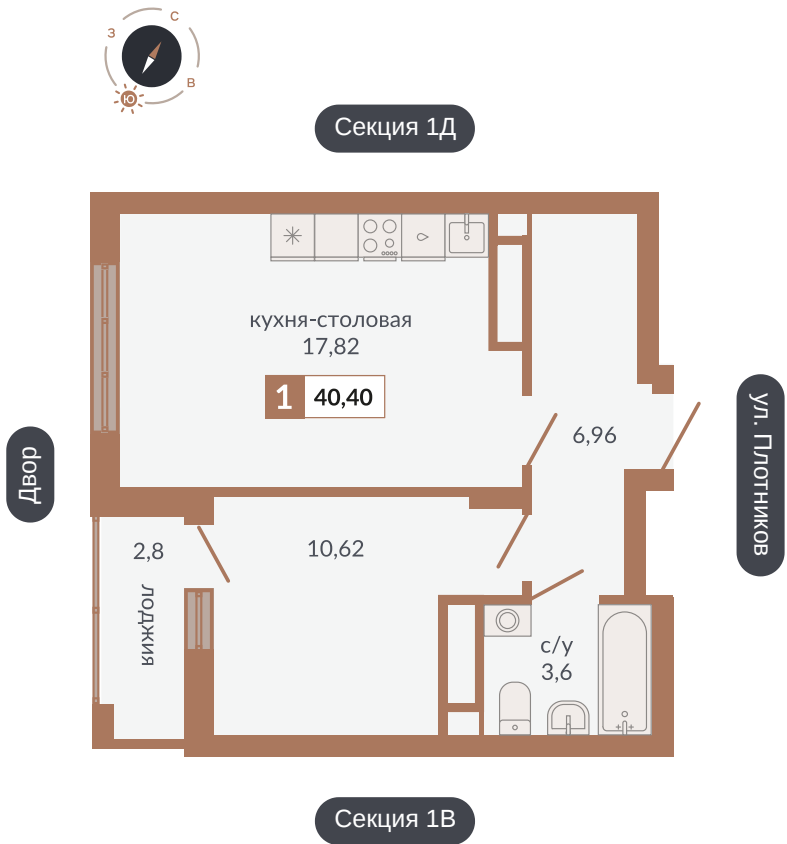 С
З
В
Ю
Секция 1Д
кухня-столовая
17,82
1 40,40
6,96
ул. Плотников
Двор
2,8
лоджия
10,62
с/у
3,6
Секция 1В